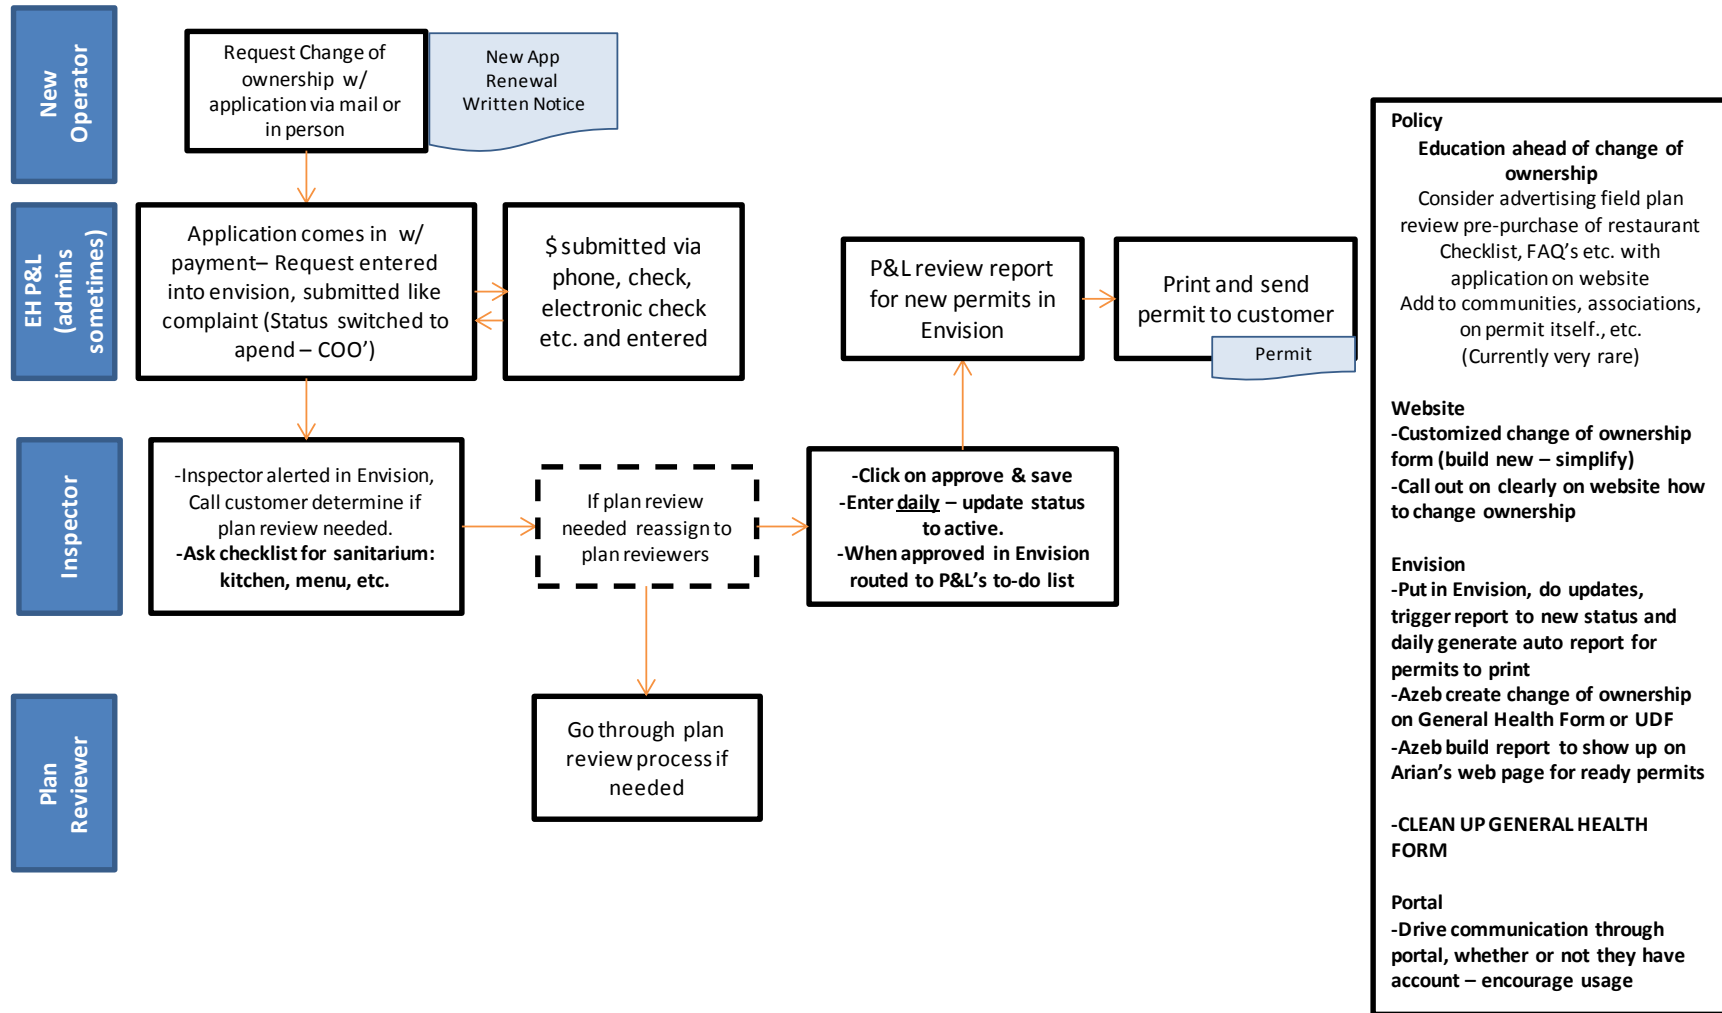 New
Operator
Request Change of
ownership w/
application via mail or
in person
New App
Renewal
Written Notice
EH P&L
(admins
sometimes)
Application comes in w/
payment– Request entered
into envision, submitted like
complaint (Status switched to
apend – COO’)
$ submitted via
phone, check,
electronic check
etc. and entered
P&L review report
for new permits in
Envision
Print and send
permit to customer
Permit
Inspector
-Inspector alerted in Envision,
Call customer determine if
plan review needed.
-Ask checklist for sanitarium:
kitchen, menu, etc.
If plan review
needed reassign to
plan reviewers
-Click on approve & save
-Enter daily – update status
to active.
-When approved in Envision
routed to P&L’s to-do list
Plan
Reviewer
Go through plan
review process if
needed
Policy
Education ahead of change of
ownership
Consider advertising field plan
review pre-purchase of restaurant
Checklist, FAQ’s etc. with
application on website
Add to communities, associations,
on permit itself., etc.
(Currently very rare)
Website
-Customized change of ownership
form (build new – simplify)
-Call out on clearly on website how
to change ownership
Envision
-Put in Envision, do updates,
trigger report to new status and
daily generate auto report for
permits to print
-Azeb create change of ownership
on General Health Form or UDF
-Azeb build report to show up on
Arian’s web page for ready permits
-CLEAN UP GENERAL HEALTH
FORM
Portal
-Drive communication through
portal, whether or not they have
account – encourage usage